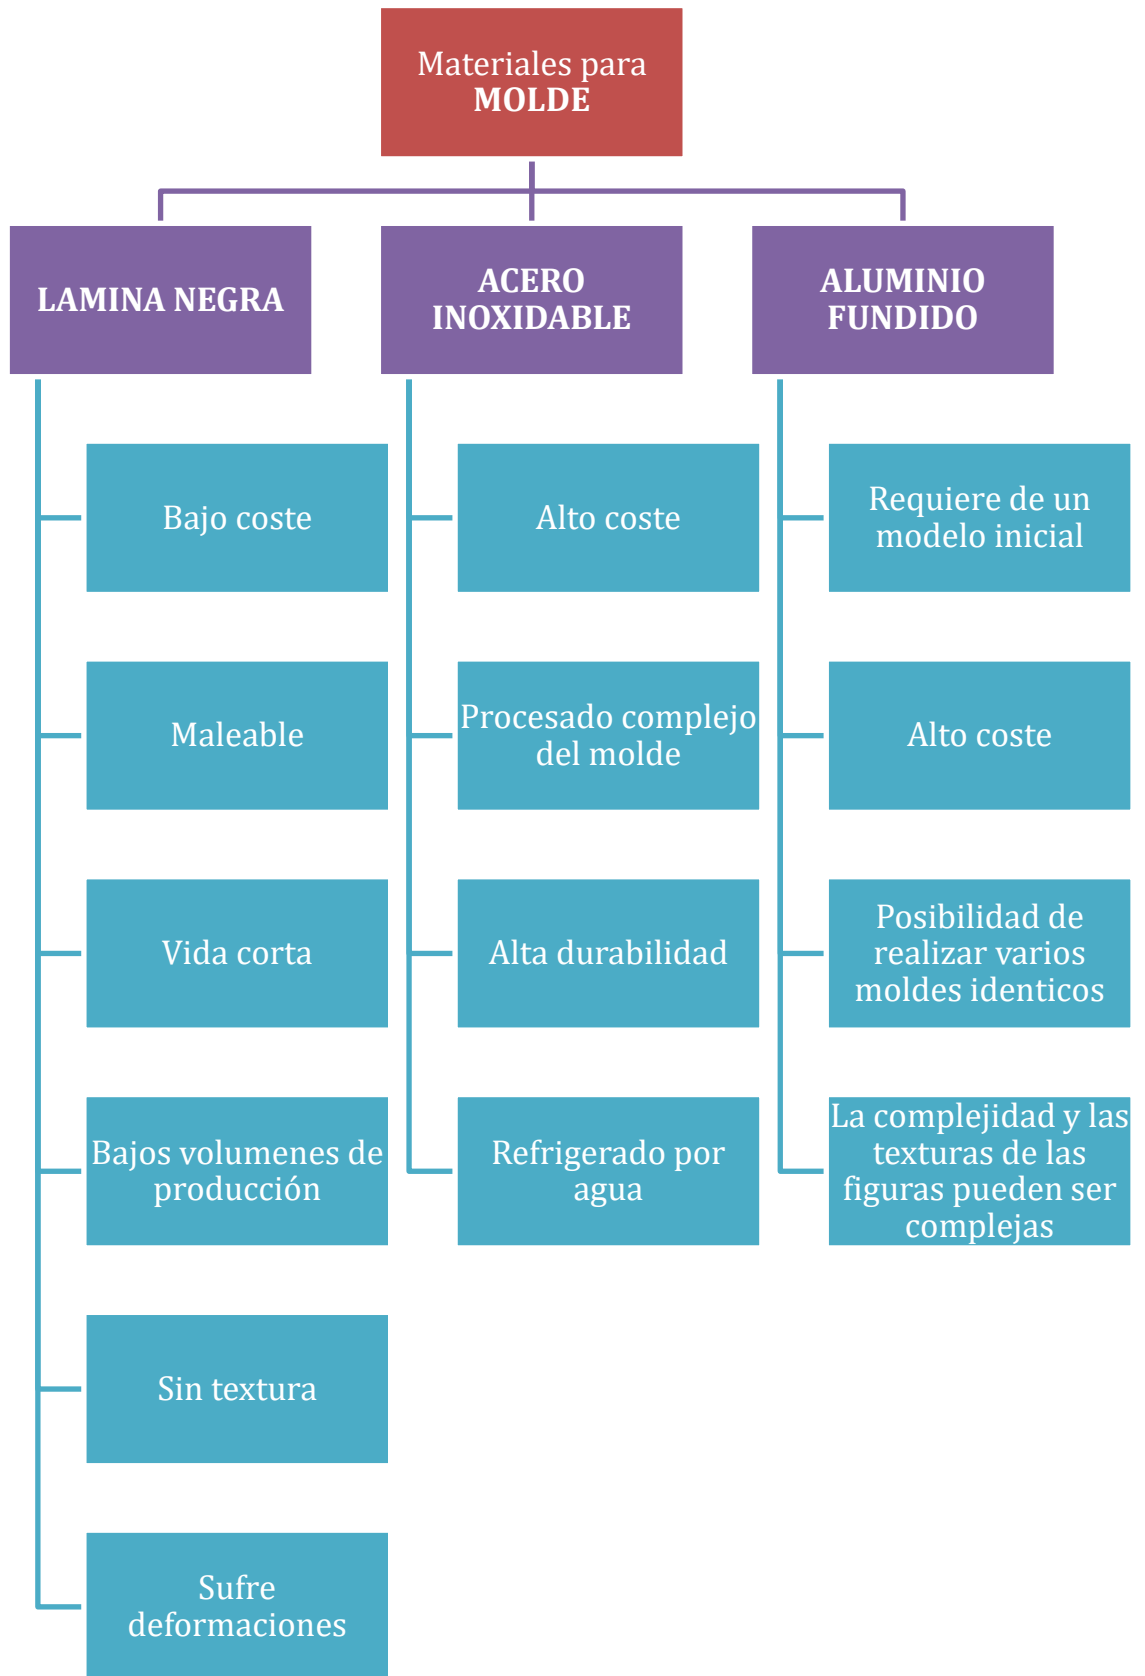 Materiales para
MOLDE
LAMINA NEGRA
Bajo coste
Maleable
Vida corta
Bajos volumenes de
producción
Sin textura
Sufre
deformaciones
ACERO
INOXIDABLE
Alto coste
Procesado complejo
del molde
Alta durabilidad
Refrigerado por
agua
ALUMINIO
FUNDIDO
Requiere de un
modelo inicial
Alto coste
Posibilidad de
realizar varios
moldes identicos
La complejidad y las
texturas de las
figuras pueden ser
complejas